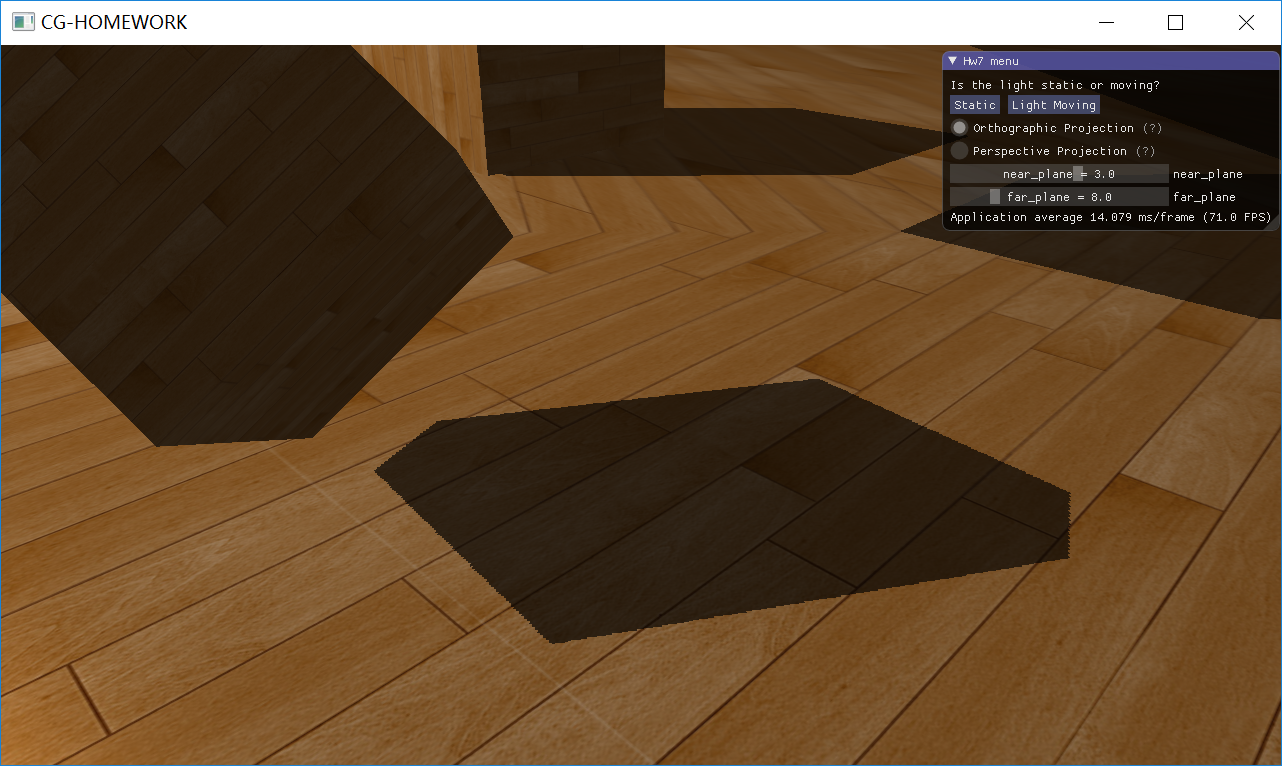 CG-HOMEWORK
Hw7 menu
Is the light static or moving?
Static Light Moving
Orthographic Projection (?)
Perspective Projection (?)
near_plane = 3.0 near_plane
far_plane = 8.0 far_plane
Application average 14.079 ms/frame (71.0 FPS)